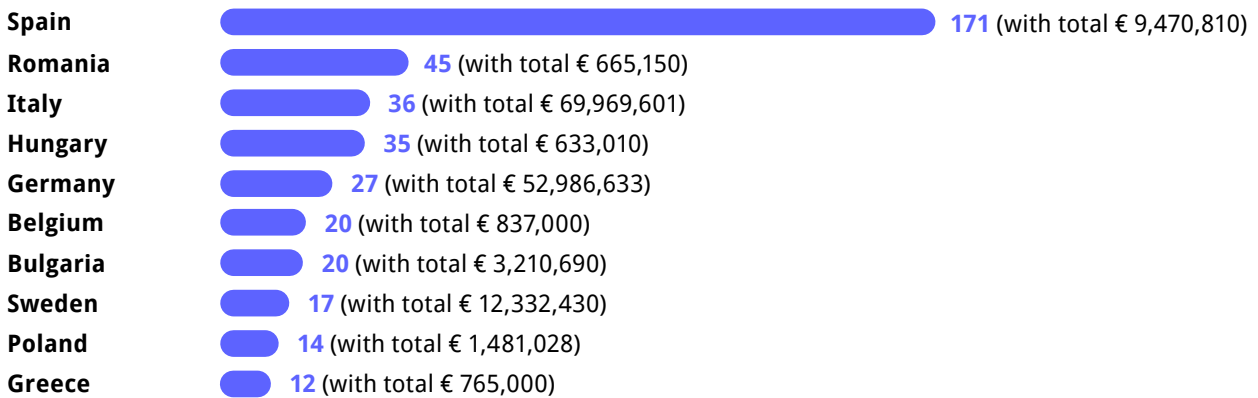 Spain 171 (with total € 9,470,810)
Romania 45 (with total € 665,150)
Italy 36 (with total € 69,969,601)
Hungary 35 (with total € 633,010)
Germany 27 (with total € 52,986,633)
Belgium 20 (with total € 837,000)
Bulgaria 20 (with total € 3,210,690)
Sweden 17 (with total € 12,332,430)
Poland 14 (with total € 1,481,028)
Greece 12 (with total € 765,000)